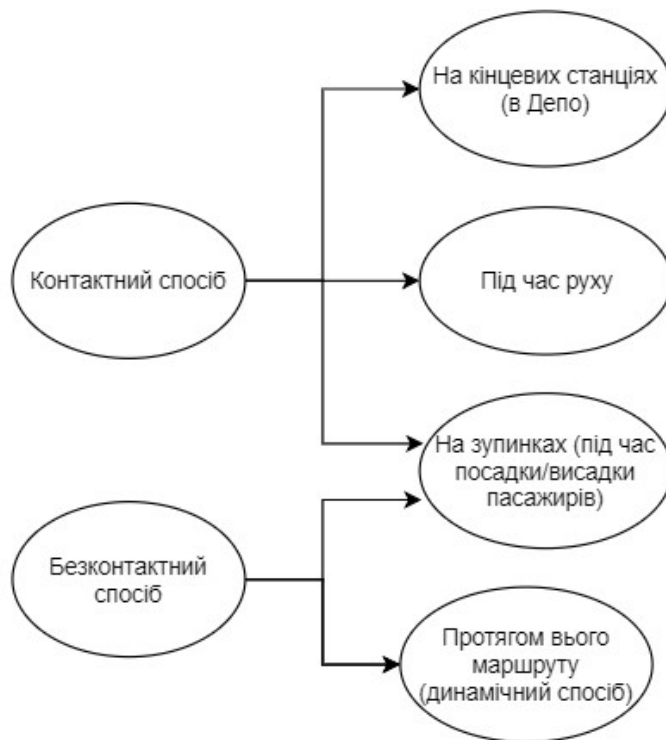 На кінцевих станціях
(в Депо)
Контактний спосіб
Під час руху
На зупинках (під час
посадки/висадки
пасажирів)
Безконтактний
спосіб
Протягом вього
маршруту
(динамічний спосіб)